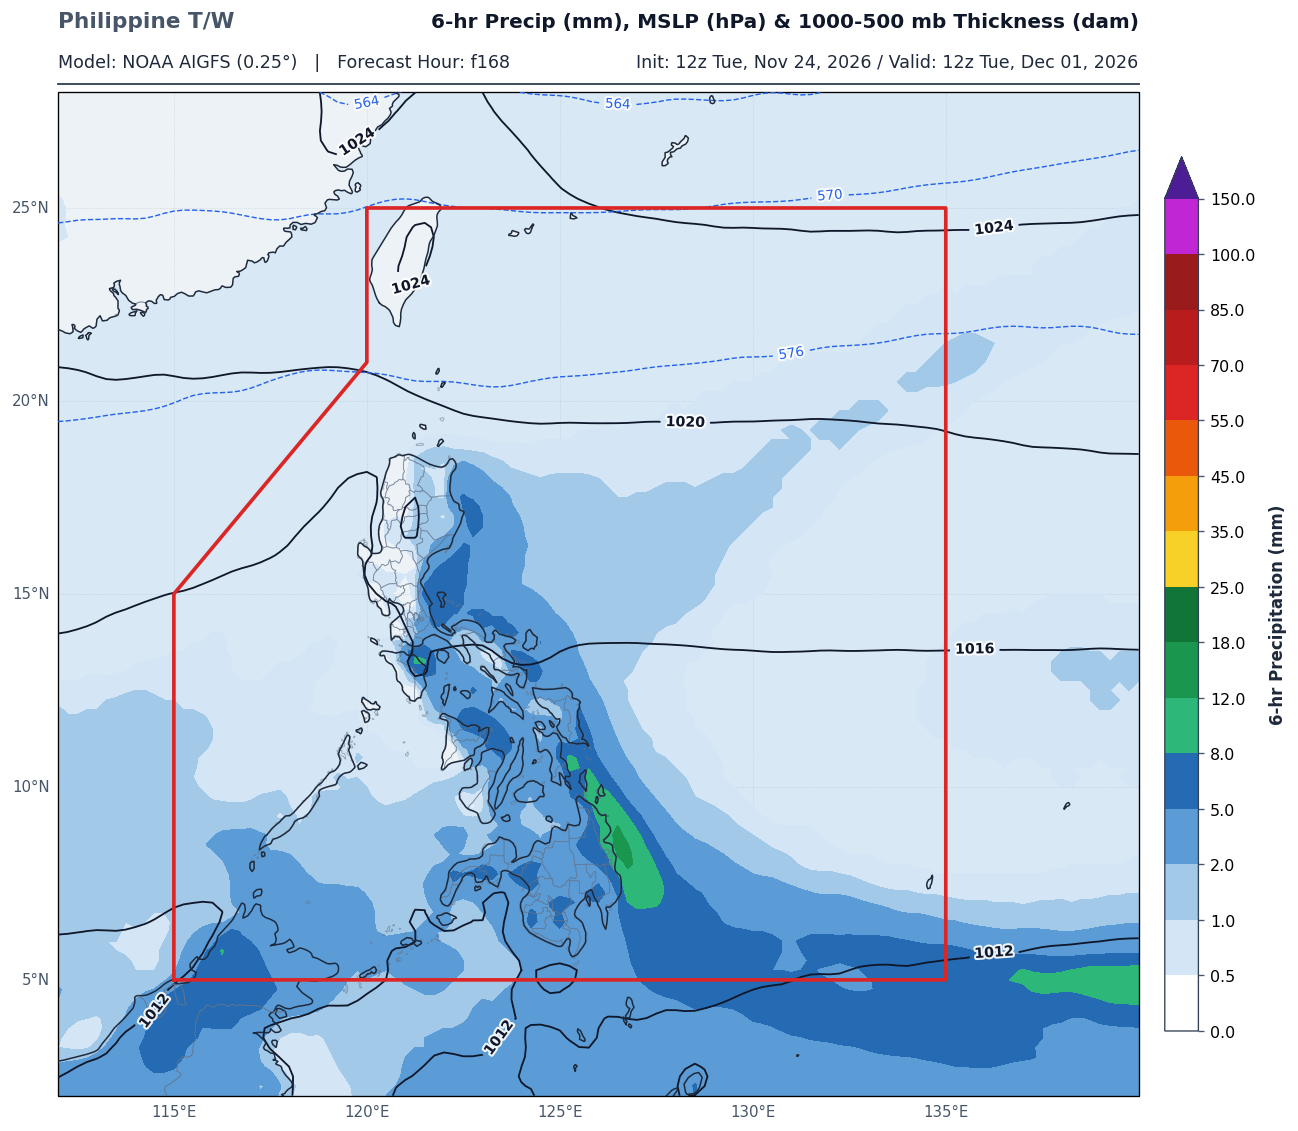 Philippine T/W
6-hr Precip (mm), MSLP (hPa) & 1000-500 mb Thickness (dam)
Model: NOAA AIGFS (0.25°) | Forecast Hour: f168
Init: 12z Tue, Nov 24, 2026 / Valid: 12z Tue, Dec 01, 2026
564
564
1024
570
25°N
1024
1024
576
20°N
1020
15°N
1016
10°N
5°N
1012
1012
1012
115°E
120°E
125°E
130°E
135°E
150.0
100.0
85.0
70.0
55.0
45.0
35.0
25.0
18.0
12.0
8.0
5.0
2.0
1.0
0.5
0.0
6-hr Precipitation (mm)